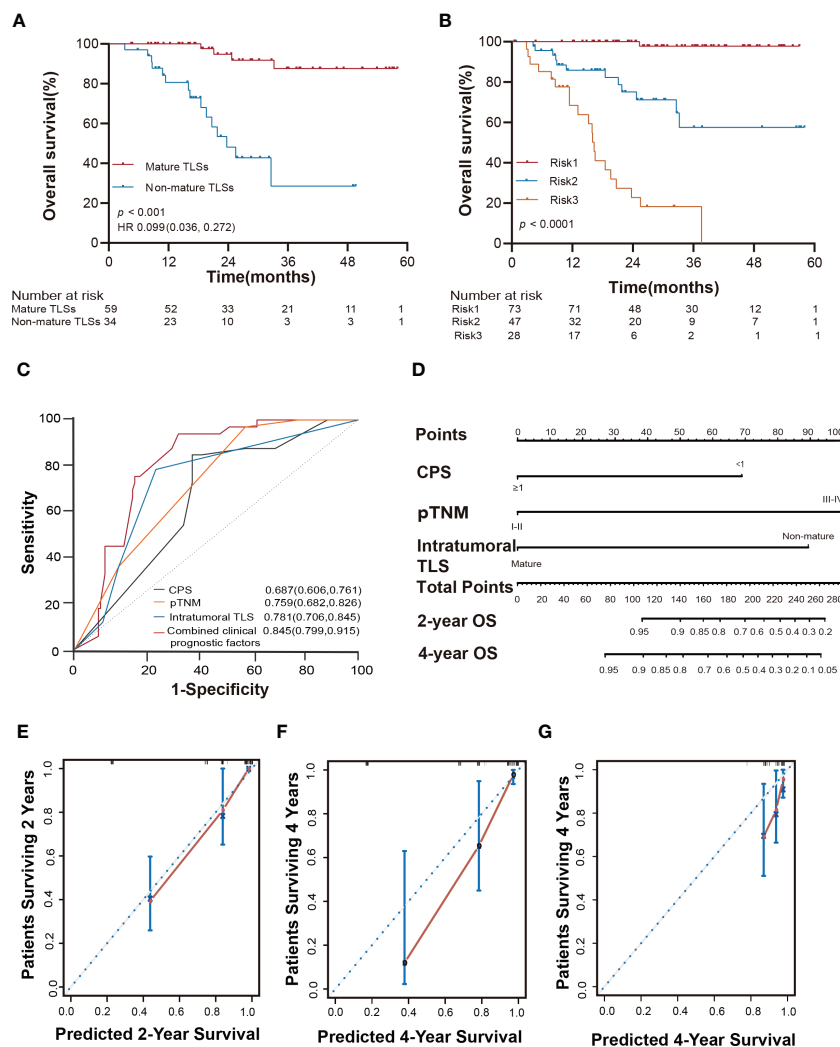 A
Overall survival(%)
100
80
60
40
20
0
Mature TLSs
Non-mature TLSs
p < 0.001
HR 0.099(0.036, 0.272)
0 12 24 36 48 60
Time(months)
Number at risk
Mature TLSs 59 52 33 21 11 1
Non-mature TLSs 34 23 10 3 3 1
B
Overall survival(%)
100
80
60
40
20
0
Risk1
Risk2
Risk3
p < 0.0001
0 12 24 36 48 60
Time(months)
Number at risk
Risk1 73 71 48 30 12 1
Risk2 47 32 20 9 7 1
Risk3 28 17 6 2 1 1
C
Sensitivity
100
80
60
40
20
0
CPS 0.687(0.606,0.761)
pTNM 0.759(0.682,0.826)
Intratumoral TLS 0.781(0.706,0.845)
Combined clinical 0.845(0.799,0.915)
prognostic factors
0 20 40 60 80 100
1-Specificity
D
Points 0 10 20 30 40 50 60 70 80 90 100
CPS
<1
≥1
pTNM
III-IV
I-II
Intratumoral
TLS
Non-mature
Mature
Total Points
0 20 40 60 80 100 120 140 160 180 200 220 240 260 280
2-year OS
0.95 0.9 0.85 0.8 0.7 0.6 0.5 0.4 0.3 0.2
4-year OS
0.95 0.9 0.85 0.8 0.7 0.6 0.5 0.4 0.3 0.2 0.1 0.05
E
Patients Surviving 2 Years
1.0
0.8
0.6
0.4
0.2
0.0
0.0 0.2 0.4 0.6 0.8 1.0
Predicted 2-Year Survival
F
Patients Surviving 4 Years
1.0
0.8
0.6
0.4
0.2
0.0
0.0 0.2 0.4 0.6 0.8 1.0
Predicted 4-Year Survival
G
Patients Surviving 4 Years
1.0
0.8
0.6
0.4
0.2
0.0
0.0 0.2 0.4 0.6 0.8 1.0
Predicted 4-Year Survival